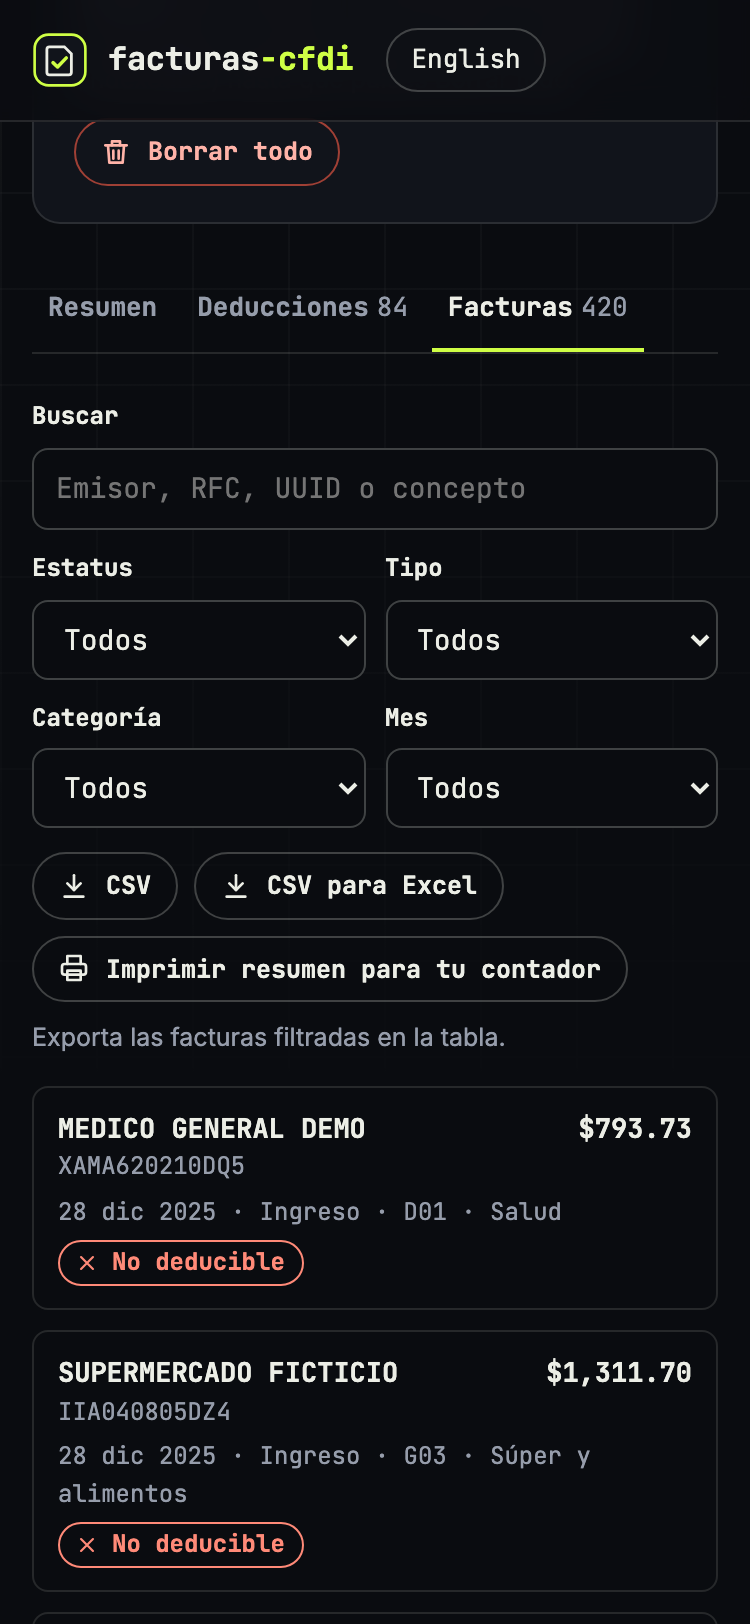 facturas-cfdi English
Borrar todo
Resumen Deducciones 84 Facturas 420
Buscar
Emisor, RFC, UUID o concepto
Estatus Tipo
Todos Todos
Categoría Mes
Todos Todos
CSV CSV para Excel
Imprimir resumen para tu contador
Exporta las facturas filtradas en la tabla.
MEDICO GENERAL DEMO $793.73
XAMA620210DQ5
28 dic 2025 · Ingreso · D01 · Salud
No deducible
SUPERMERCADO FICTICIO $1,311.70
IIA040805DZ4
28 dic 2025 · Ingreso · G03 · Súper y
alimentos
No deducible